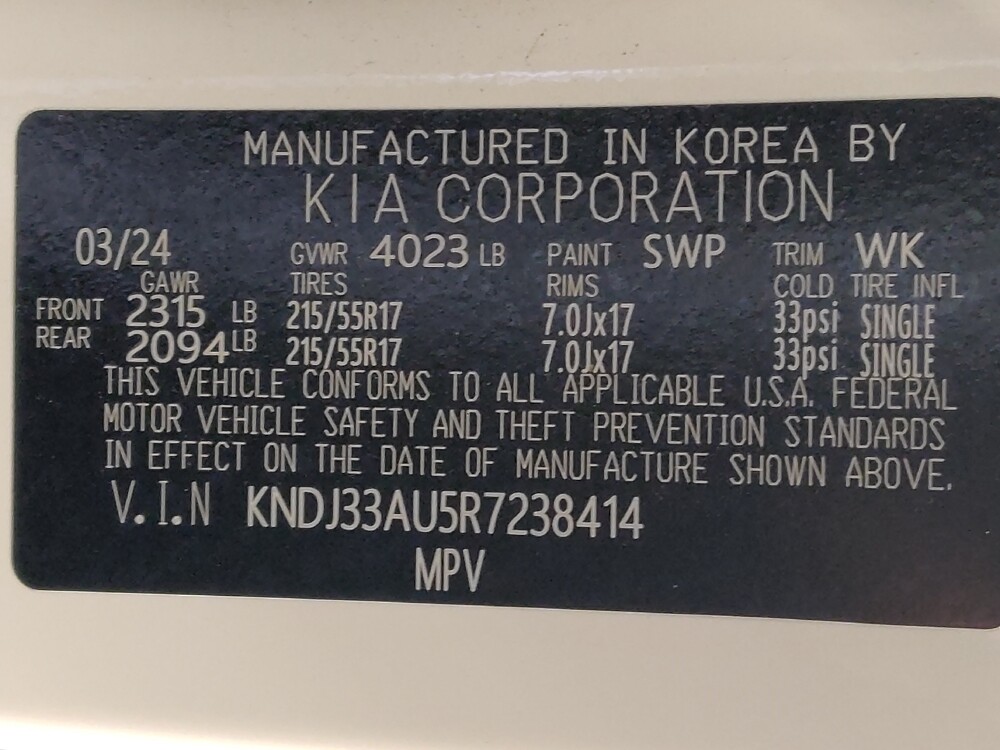 MANUFACTURED IN KOREA BY
KIA CORPORATION
03/24 GVWR 4023 LB PAINT SWP TRIM WK
GAWR TIRES RIMS COLD TIRE INFL
FRONT 2315 LB 215/55R17 7.0Jx17 33psi SINGLE
REAR 2094 LB 215/55R17 7.0Jx17 33psi SINGLE
THIS VEHICLE CONFORMS TO ALL APPLICABLE U.S.A. FEDERAL
MOTOR VEHICLE SAFETY AND THEFT PREVENTION STANDARDS
IN EFFECT ON THE DATE OF MANUFACTURE SHOWN ABOVE.
V.I.N KNDJ33AU5R7238414
MPV